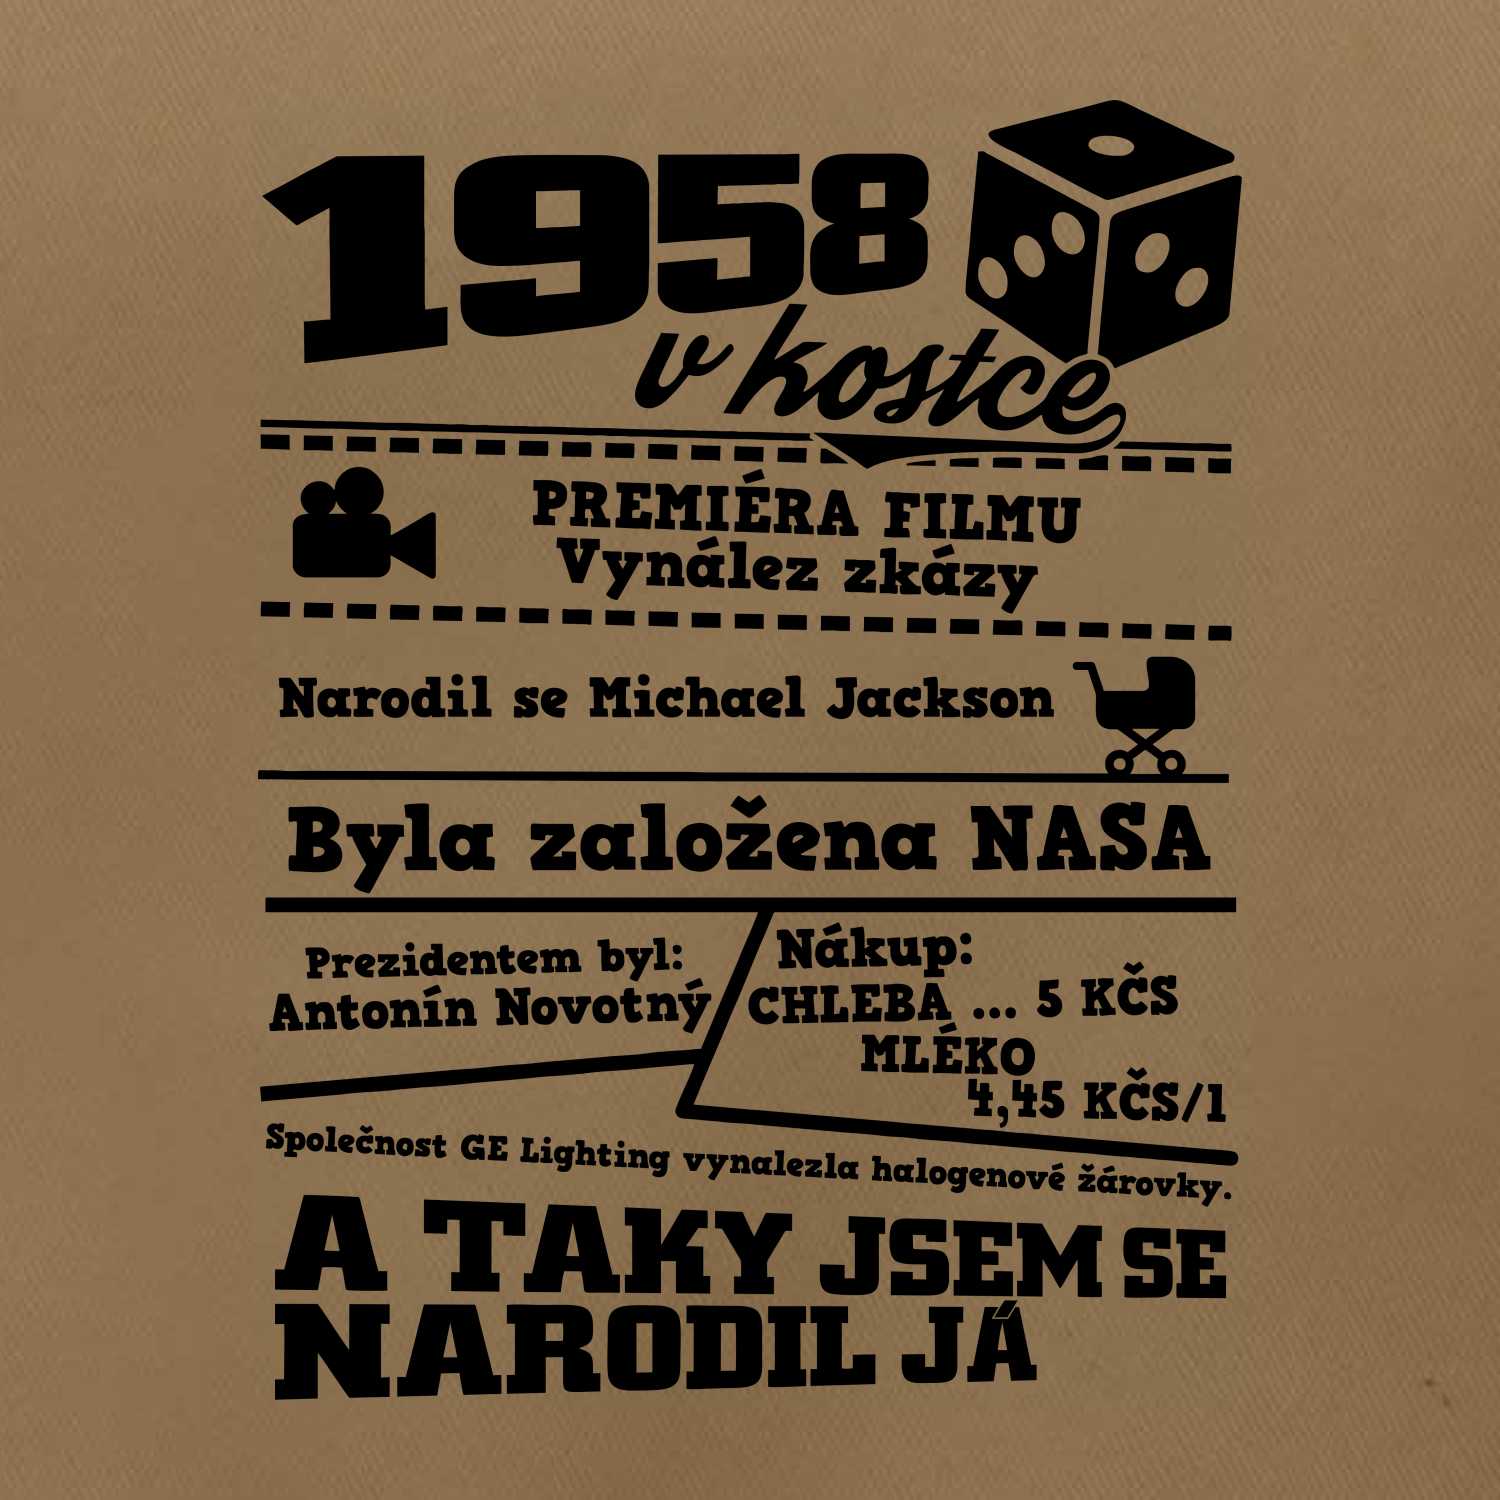 1958
v kostce
PREMIÉRA FILMU
Vynález zkázy
Narodil se Michael Jackson
Byla založena NASA
Prezidentem byl:
Antonín Novotný
Nákup:
CHLEBA ... 5 KČS
MLÉKO
4,45 KČS/l
Společnost GE Lighting vynalezla halogenové žárovky.
A TAKY JSEM SE
NARODIL JÁ